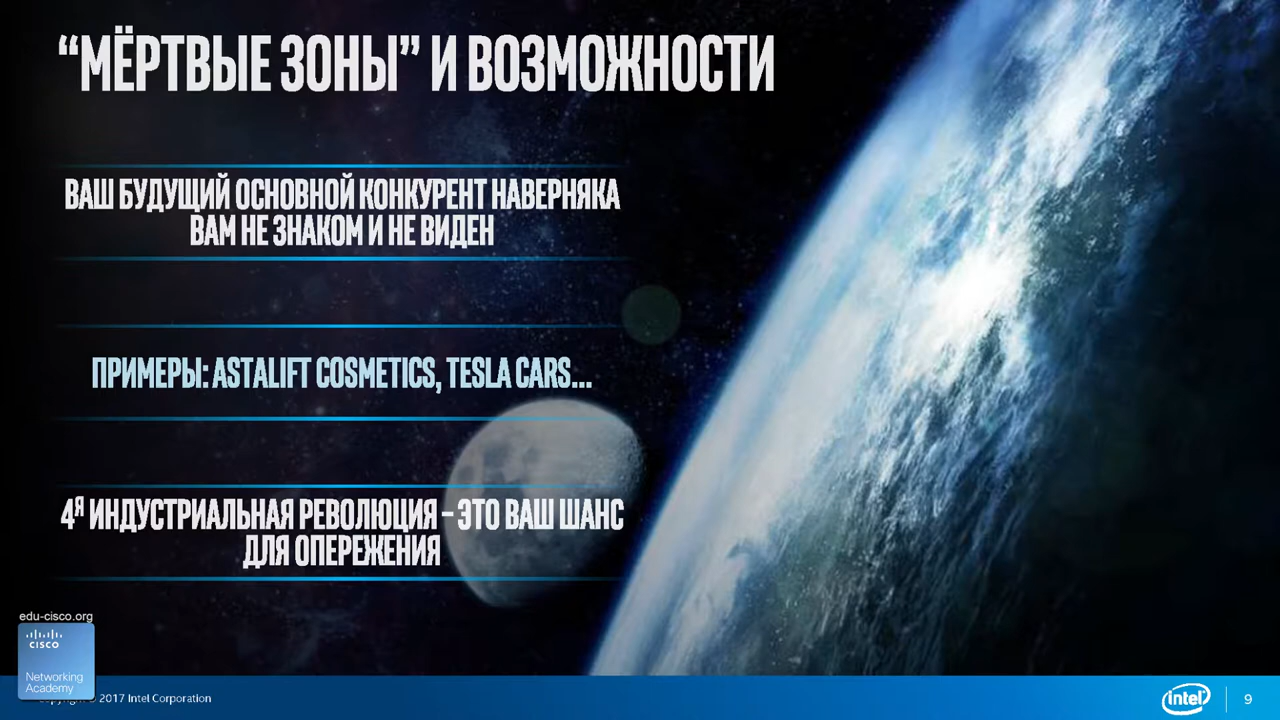 “МЁРТВЫЕ ЗОНЫ” И ВОЗМОЖНОСТИ
ВАШ БУДУЩИЙ ОСНОВНОЙ КОНКУРЕНТ НАВЕРНЯКА
ВАМ НЕ ЗНАКОМ И НЕ ВИДЕН
ПРИМЕРЫ: ASTALIFT COSMETICS, TESLA CARS...
4Я ИНДУСТРИАЛЬНАЯ РЕВОЛЮЦИЯ – ЭТО ВАШ ШАНС
ДЛЯ ОПЕРЕЖЕНИЯ
edu-cisco.org
CISCO
Networking
Academy
2017 Intel Corporation
intel
9